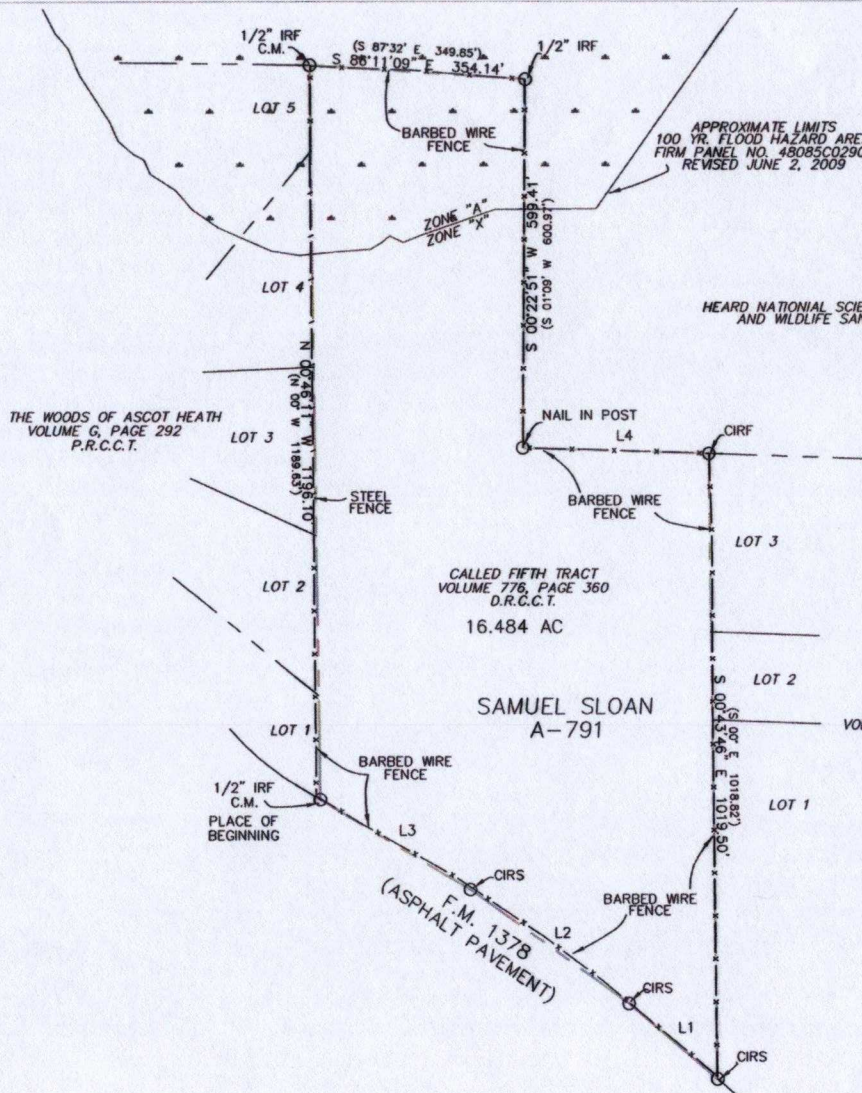 1/2" IRF
C.M.
(S 87°32' E 349.85')
S 86°11'09" E 354.14'
1/2" IRF
LOT 5
BARBED WIRE
FENCE
APPROXIMATE LIMITS
100 YR. FLOOD HAZARD ARE
FIRM PANEL NO. 48085C0290
REVISED JUNE 2, 2009
ZONE "A"
ZONE "X"
S 00°22'51" W 599.41'
(S 01°09' W 600.97')
LOT 4
HEARD NATIONIAL SCIE
AND WILDLIFE SAN
N 00°46'11" W 1196.10'
(N 00° W 1199.63')
THE WOODS OF ASCOT HEATH
VOLUME G, PAGE 292
P.R.C.C.T.
LOT 3
NAIL IN POST
L4
CIRF
STEEL
FENCE
BARBED WIRE
FENCE
LOT 3
LOT 2
CALLED FIFTH TRACT
VOLUME 776, PAGE 360
D.R.C.C.T.
16.484 AC
LOT 2
SAMUEL SLOAN
A-791
S 00°43'46" E 1019.50'
(S 00° E 1018.82')
VOL
LOT 1
BARBED WIRE
FENCE
1/2" IRF
C.M.
PLACE OF
BEGINNING
LOT 1
L3
CIRS
F.M. 1378
(ASPHALT PAVEMENT)
BARBED WIRE
FENCE
L2
CIRS
L1
CIRS